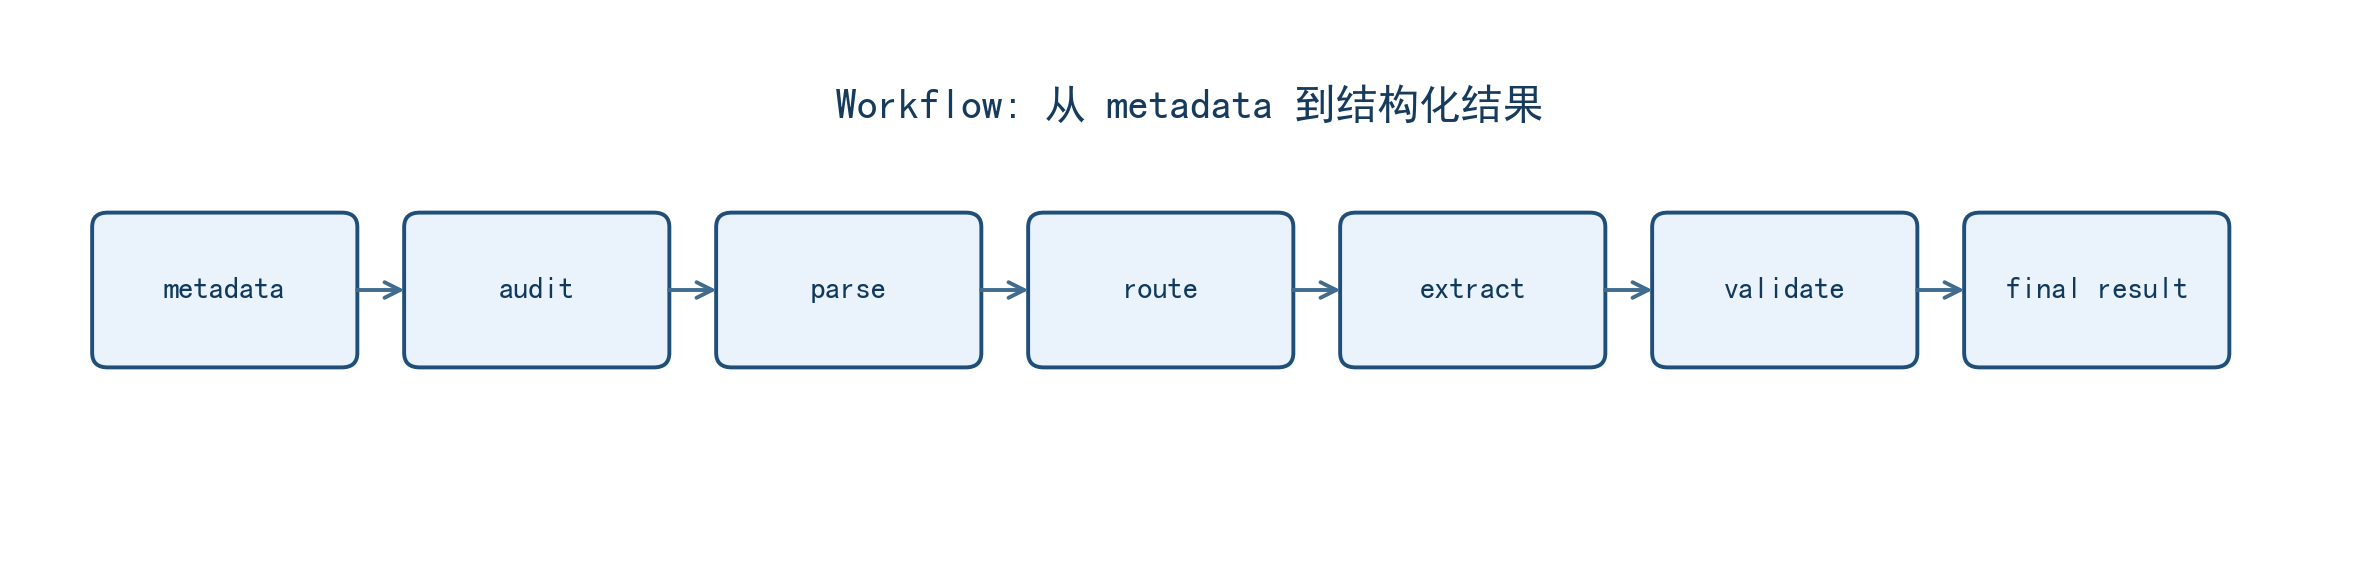 Workflow: 从 metadata 到结构化结果
metadata
audit
parse
route
extract
validate
final result